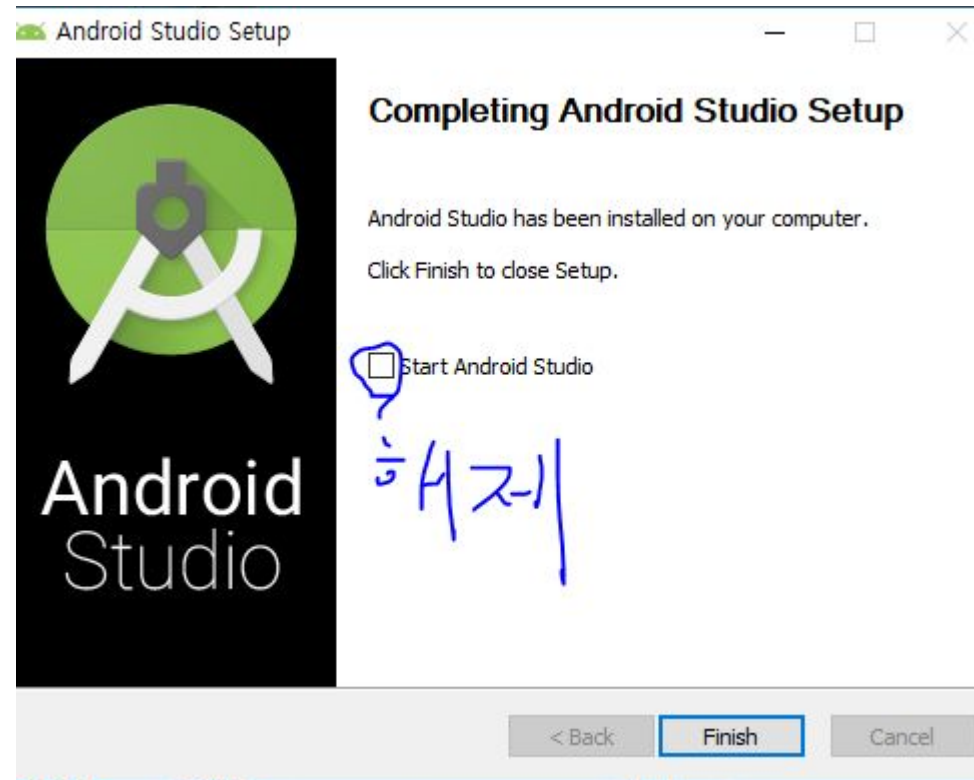 Android Studio Setup
Completing Android Studio Setup
Android Studio has been installed on your computer.
Click Finish to close Setup.
Start Android Studio
해제
Android
Studio
< Back
Finish
Cancel